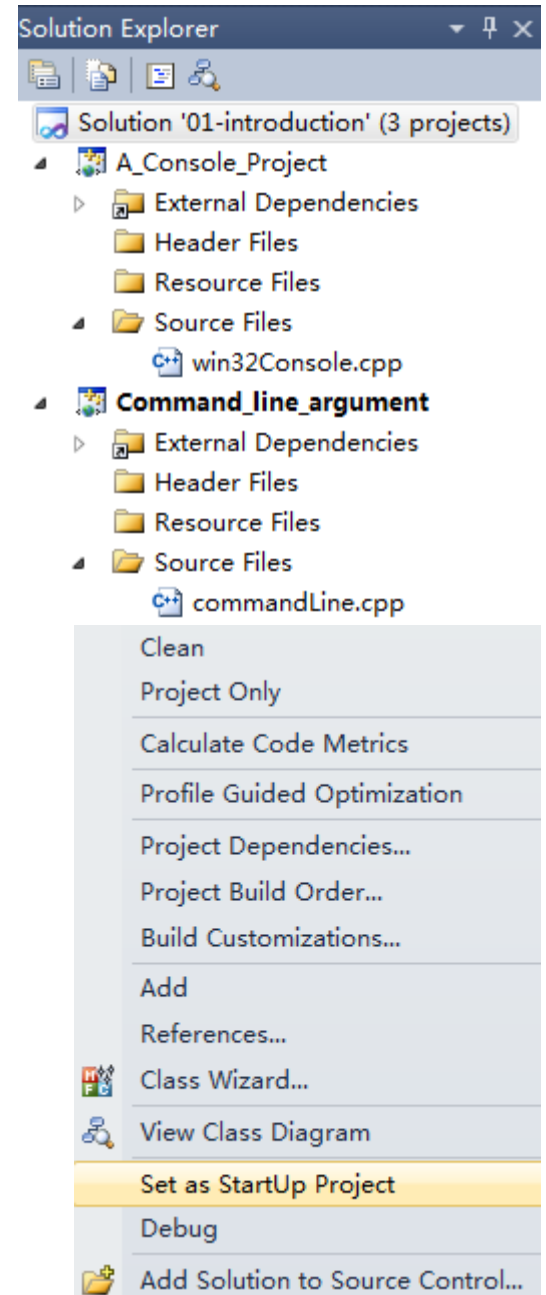 Solution Explorer
Solution '01-introduction' (3 projects)
A_Console_Project
External Dependencies
Header Files
Resource Files
Source Files
win32Console.cpp
Command_line_argument
External Dependencies
Header Files
Resource Files
Source Files
commandLine.cpp
Clean
Project Only
Calculate Code Metrics
Profile Guided Optimization
Project Dependencies...
Project Build Order...
Build Customizations...
Add
References...
Class Wizard...
View Class Diagram
Set as StartUp Project
Debug
Add Solution to Source Control...